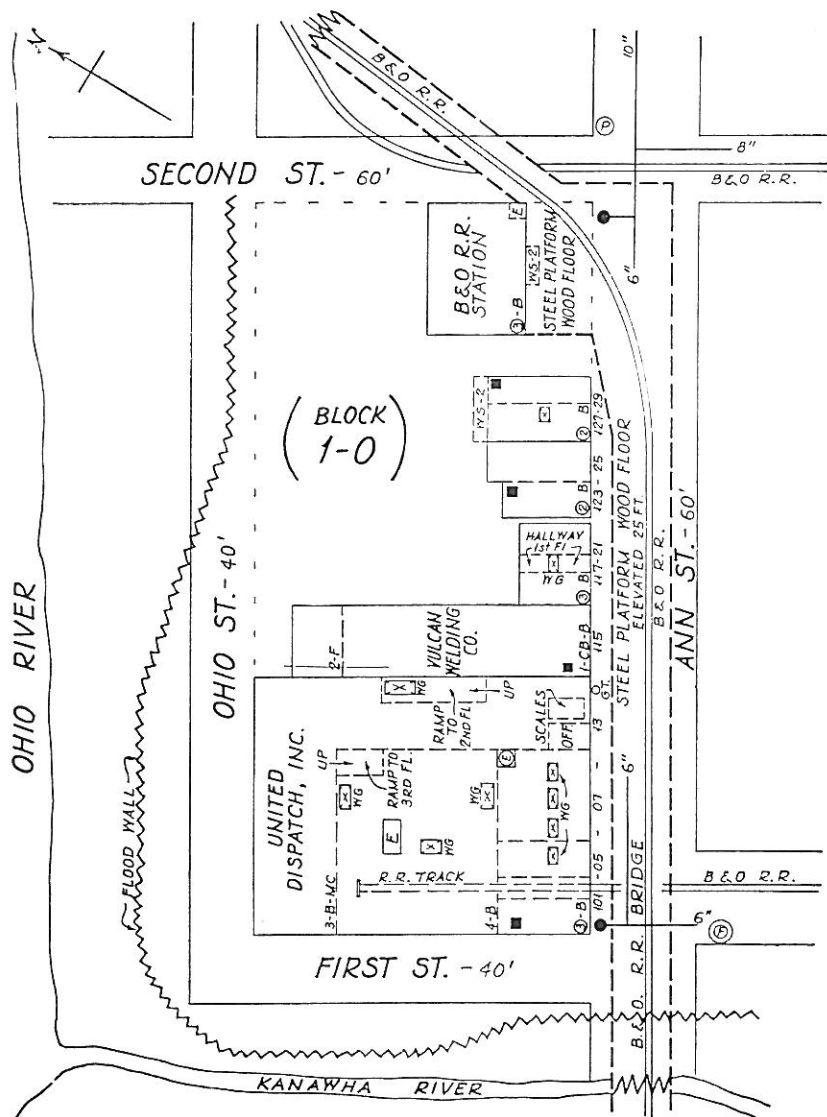 N
B&O R.R.
10"
P
8"
B&O R.R.
SECOND ST. - 60'
6"
E
B&O R.R.
STATION
3-B
WS-2
STEEL PLATFORM
WOOD FLOOR
(BLOCK
1-O)
W.S-2
X
2
B
127-29
2
B
123-25
HALLWAY
1st Fl
X
WG
3
B
117-21
STEEL PLATFORM WOOD FLOOR
ELEVATED 25 FT.
B&O R.R.
ANN ST. - 60'
OHIO RIVER
OHIO ST. - 40'
FLOOD WALL
2-F
VULCAN
WELDING
CO.
1-CB-B
115
GT.
X
WG
RAMP
TO
2ND FL
UP
SCALES
OFF
UNITED
DISPATCH, INC.
UP
RAMP TO
3RD FL.
X
WG
E
X
WG
WG
X
E
X
X
X
X
WG
101-05-07-13
R.R. TRACK
B&O R.R.
3-B-MC
4-B
3-B
6"
6"
F
B.&O. R.R. BRIDGE
FIRST ST. - 40'
KANAWHA RIVER